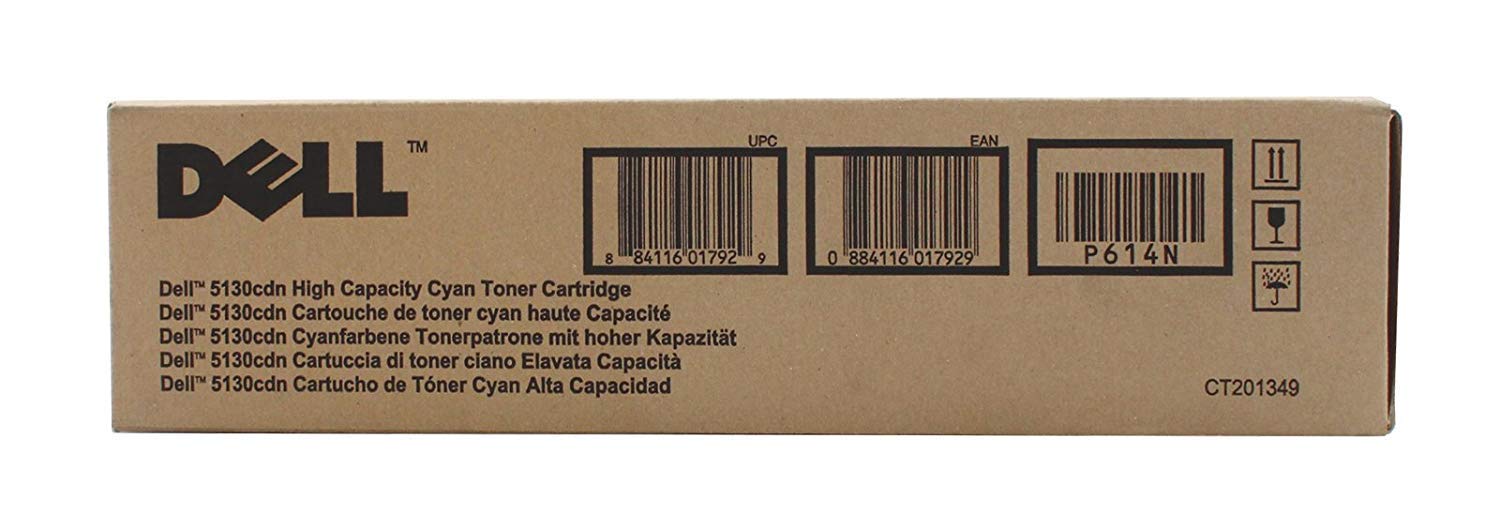 DELL™
UPC
8 84116 01792 9
EAN
0 884116 017929
P614N
Dell™ 5130cdn High Capacity Cyan Toner Cartridge
Dell™ 5130cdn Cartouche de toner cyan haute Capacité
Dell™ 5130cdn Cyanfarbene Tonerpatrone mit hoher Kapazität
Dell™ 5130cdn Cartuccia di toner ciano Elavata Capacità
Dell™ 5130cdn Cartucho de Tóner Cyan Alta Capacidad
CT201349